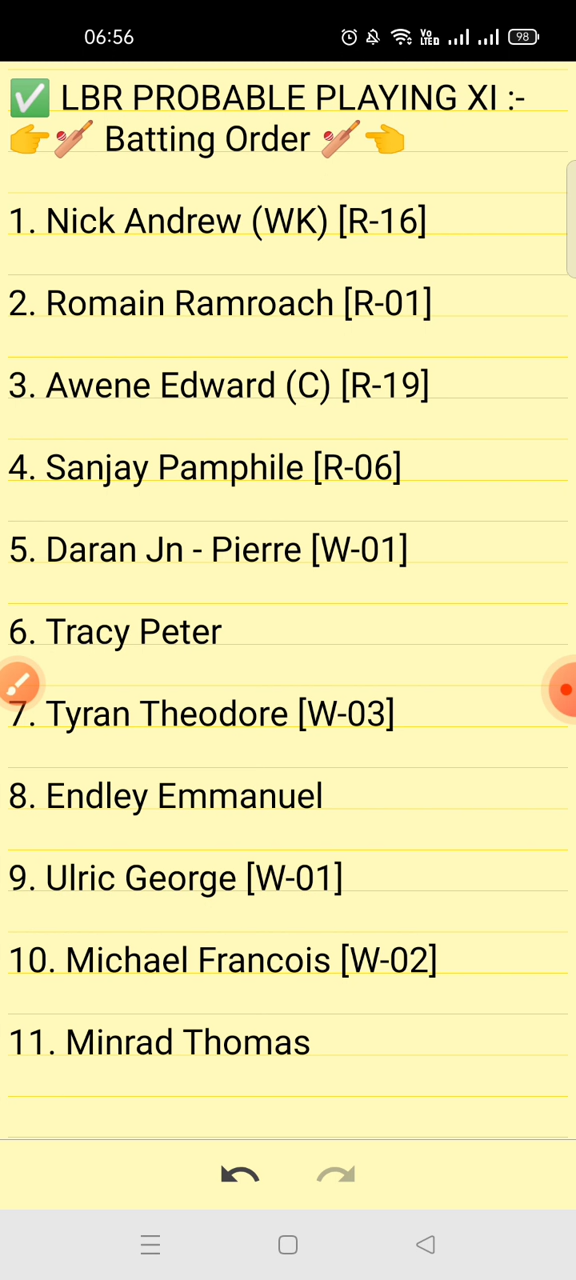 06:56 Vo LTED 98
✅ LBR PROBABLE PLAYING XI :-
👉🏏 Batting Order 🏏👈
1. Nick Andrew (WK) [R-16]
2. Romain Ramroach [R-01]
3. Awene Edward (C) [R-19]
4. Sanjay Pamphile [R-06]
5. Daran Jn - Pierre [W-01]
6. Tracy Peter
7. Tyran Theodore [W-03]
8. Endley Emmanuel
9. Ulric George [W-01]
10. Michael Francois [W-02]
11. Minrad Thomas